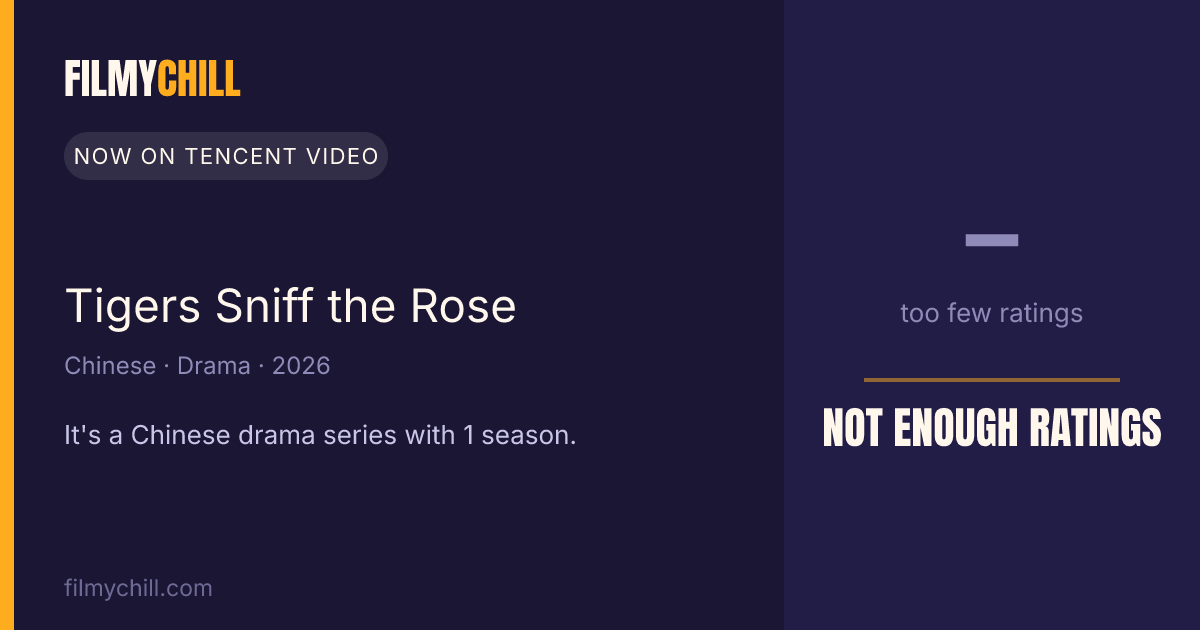 FILMYCHILL
NOW ON TENCENT VIDEO
Tigers Sniff the Rose
Chinese · Drama · 2026
It's a Chinese drama series with 1 season.
filmychill.com
–
too few ratings
NOT ENOUGH RATINGS